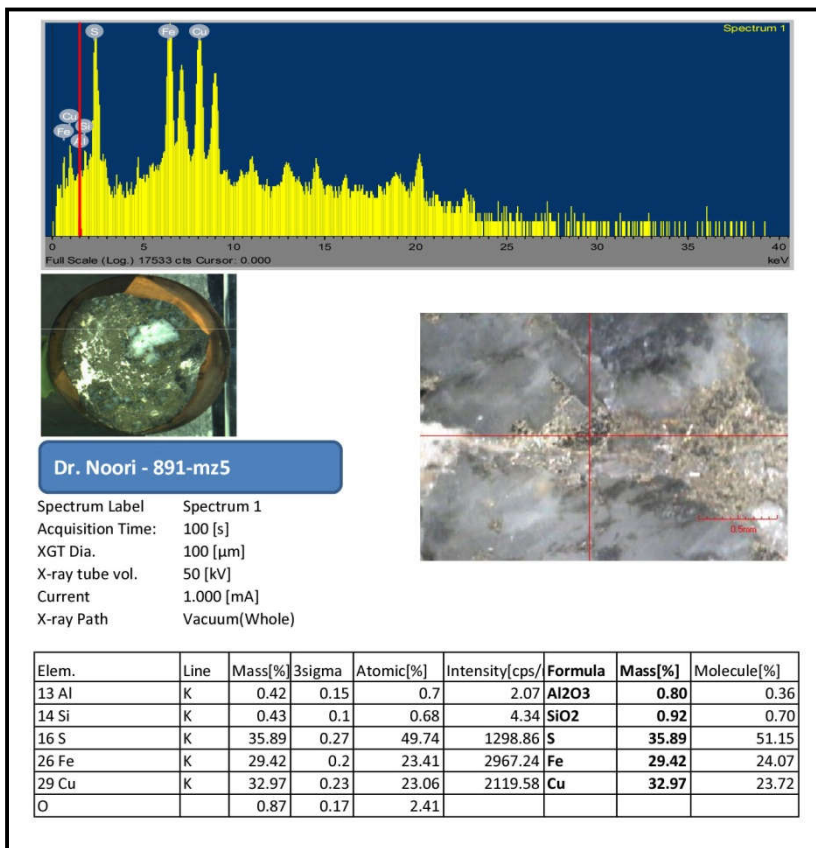 Spectrum 1
S Fe Cu
Cu
Fe Si
Al
0 5 10 15 20 25 30 35 40
Full Scale (Log.) 17533 cts Cursor: 0.000 keV
0.5mm
Dr. Noori - 891-mz5
Spectrum Label Spectrum 1
Acquisition Time: 100 [s]
XGT Dia. 100 [µm]
X-ray tube vol. 50 [kV]
Current 1.000 [mA]
X-ray Path Vacuum(Whole)
Elem. Line Mass[%] 3sigma Atomic[%] Intensity[cps/ Formula Mass[%] Molecule[%]
13 Al K 0.42 0.15 0.7 2.07 Al2O3 0.80 0.36
14 Si K 0.43 0.1 0.68 4.34 SiO2 0.92 0.70
16 S K 35.89 0.27 49.74 1298.86 S 35.89 51.15
26 Fe K 29.42 0.2 23.41 2967.24 Fe 29.42 24.07
29 Cu K 32.97 0.23 23.06 2119.58 Cu 32.97 23.72
O 0.87 0.17 2.41